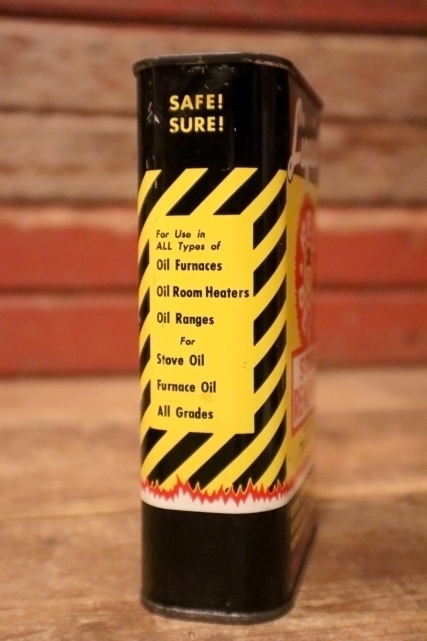 SAFE!
SURE!
For Use in
ALL Types of
Oil Furnaces
Oil Room Heaters
Oil Ranges
For
Stove Oil
Furnace Oil
All Grades